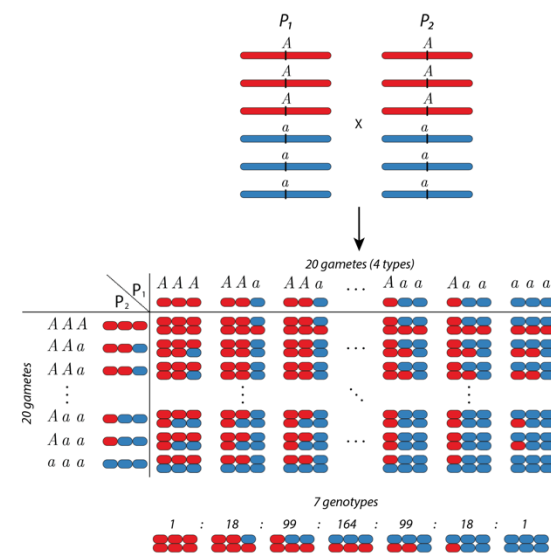 P₁ P₂
A A
A A
A A
a a
x
a a
a a
20 gametes (4 types)
P₁
P₂
A A A A A a A A a ... A a a A a a a a a
20 gametes
A A A
A A a
A A a
⋮
A a a
A a a
a a a
7 genotypes
1 : 18 : 99 : 164 : 99 : 18 : 1